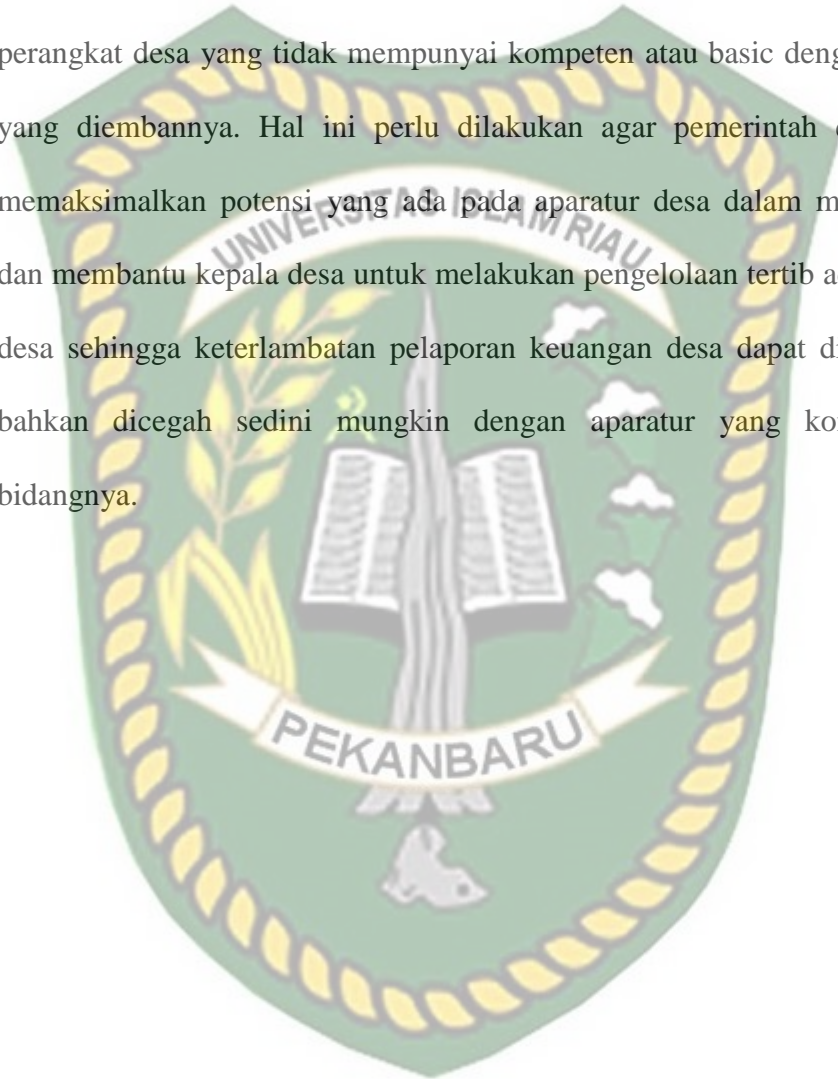 perangkat desa yang tidak mempunyai kompeten atau basic deng
yang diembannya. Hal ini perlu dilakukan agar pemerintah
memaksimalkan potensi yang ada pada aparatur desa dalam m
UNIVERSITAS ISLAM RIAU
dan membantu kepala desa untuk melakukan pengelolaan tertib a
desa sehingga keterlambatan pelaporan keuangan desa dapat di
bahkan dicegah sedini mungkin dengan aparatur yang ko
bidangnya.
PEKANBARU